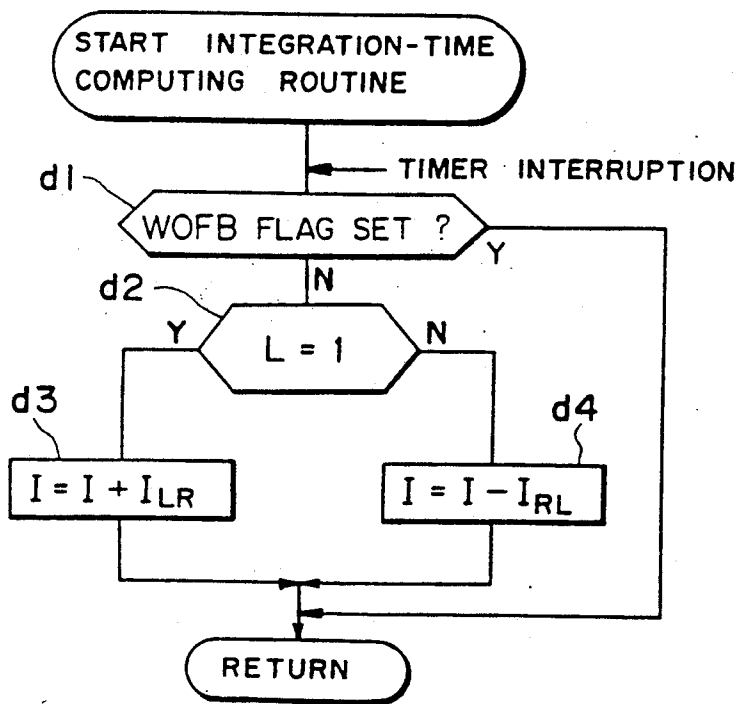 START INTEGRATION-TIME
COMPUTING ROUTINE
TIMER INTERRUPTION
d1
WOFB FLAG SET ?
Y
N
d2
Y
N
L = 1
d3
d4
I = I + I_LR
I = I - I_RL
RETURN